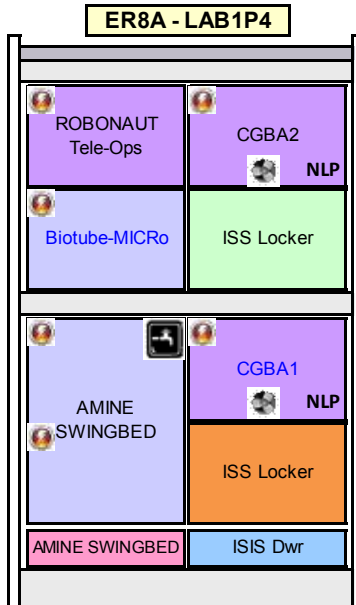 ER8A - LAB1P4
ROBONAUT
Tele-Ops
CGBA2
NLP
Biotube-MICRo
ISS Locker
AMINE
SWINGBED
CGBA1
NLP
ISS Locker
AMINE SWINGBED
ISIS Dwr